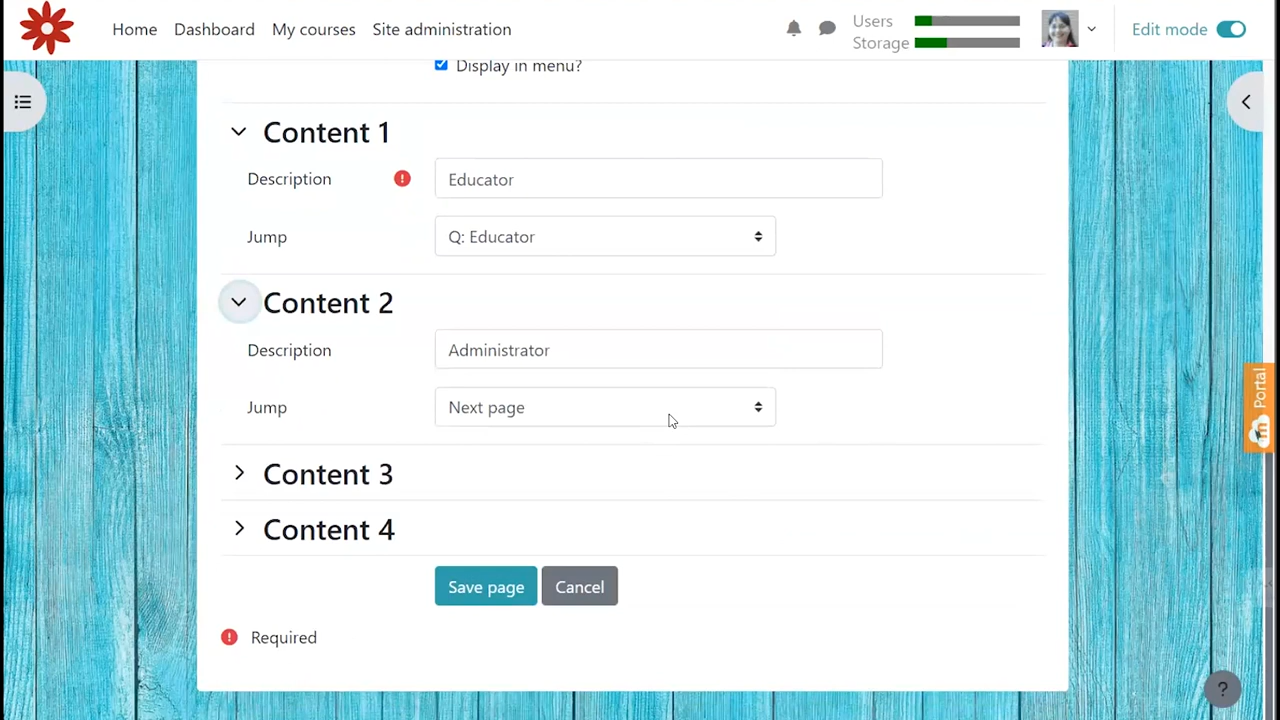 Home Dashboard My courses Site administration Users Edit mode
Storage
Display in menu?
Content 1
Description Educator
Jump Q: Educator
Content 2
Description Administrator
Jump Next page
Portal
Content 3
Content 4
Save page Cancel
Required
?